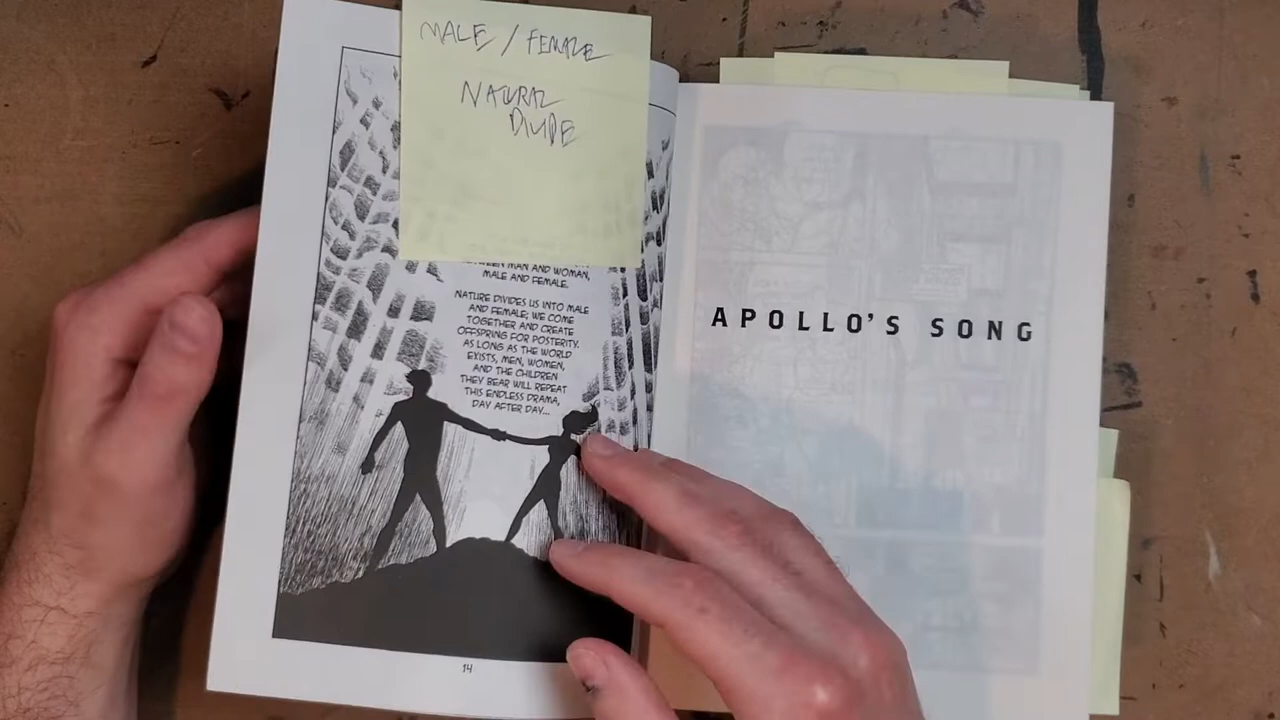 MALE / FEMALE
NATURAL
DIVIDE
BETWEEN MAN AND WOMAN,
MALE AND FEMALE.
NATURE DIVIDES US INTO MALE
AND FEMALE; WE COME
TOGETHER AND CREATE
OFFSPRING FOR POSTERITY.
AS LONG AS THE WORLD
EXISTS, MEN, WOMEN,
AND THE CHILDREN
THEY BEAR WILL REPEAT
THIS ENDLESS DRAMA,
DAY AFTER DAY...
14
APOLLO'S SONG